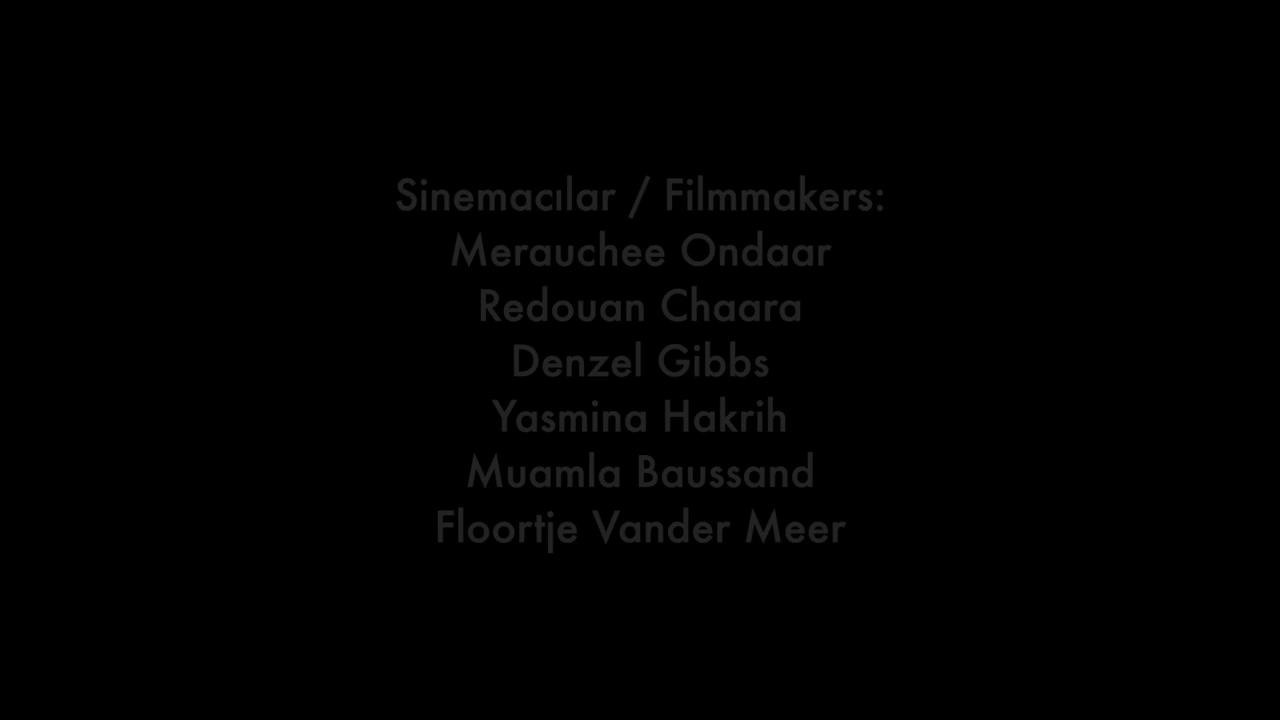 Sinemacılar / Filmmakers:
Merauchee Ondaar
Redouan Chaara
Denzel Gibbs
Yasmina Hakrih
Muamla Baussand
Floortje Vander Meer